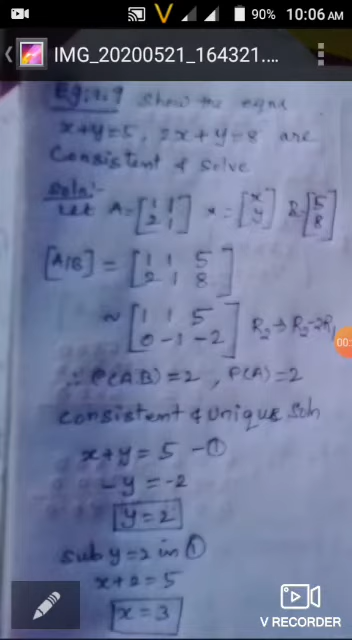 90% 10:06 AM
IMG_20200521_164321....
Eg:1.9 Show the equns
x+y=5, 2x+y=8 are
Consistent & Solve
Soln:-
Let A=[1 1 2 1] x=[x y] B=[5 8]
[A|B] = [1 1 5
2 1 8]
~ [1 1 5
0 -1 -2] R₂→R₂-2R₁
00:
∴ ρ(A,B)=2, ρ(A)=2
Consistent & Unique Soln
x+y=5 -①
-y=-2
y=2
Sub y=2 in ①
x+2=5
x=3
V RECORDER